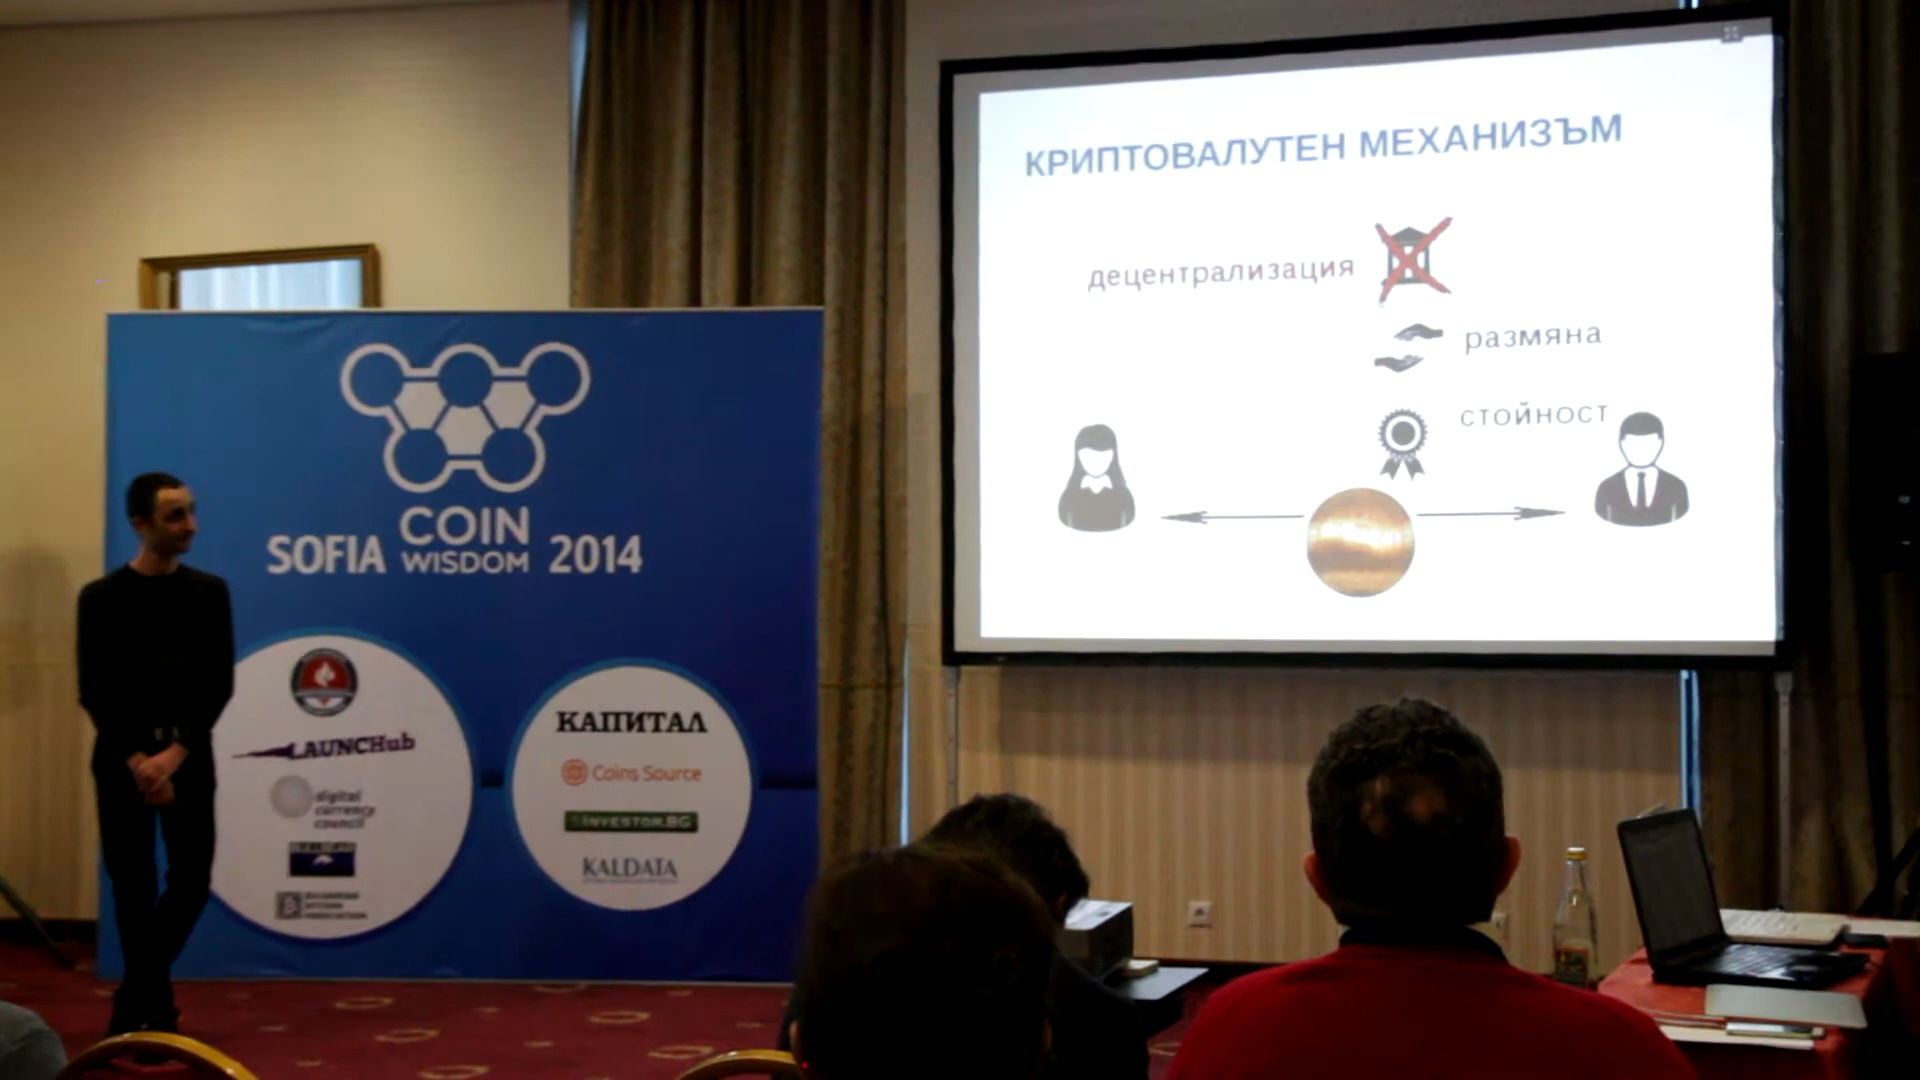 КРИПТОВАЛУТЕН МЕХАНИЗЪМ
децентрализация
размяна
стойност
COIN
SOFIA WISDOM 2014
LAUNCHub
digital
currency
council
КАПИТАЛ
Coins Source
INVESTOR.BG
KALDATA